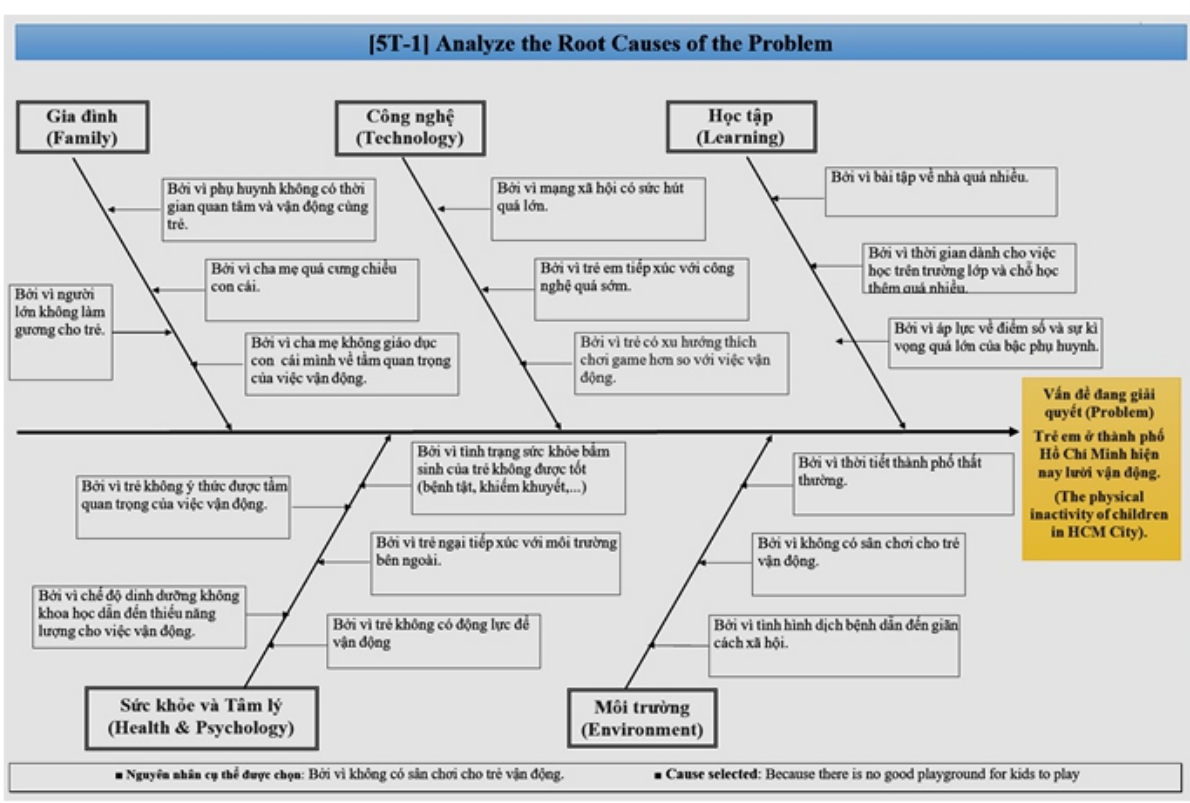 [5T-1] Analyze the Root Causes of the Problem
Gia đình
(Family)
Công nghệ
(Technology)
Học tập
(Learning)
Bởi vì phụ huynh không có thời
gian quan tâm và vận động cùng
trẻ.
Bởi vì cha mẹ quá cưng chiều
con cái.
Bởi vì người
lớn không làm
gương cho trẻ.
Bởi vì cha mẹ không giáo dục
con cái mình về tầm quan trọng
của việc vận động.
Bởi vì mạng xã hội có sức hút
quá lớn.
Bởi vì trẻ em tiếp xúc với công
nghệ quá sớm.
Bởi vì trẻ có xu hướng thích
chơi game hơn so với việc vận
động.
Bởi vì bài tập về nhà quá nhiều.
Bởi vì thời gian dành cho việc
học trên trường lớp và chỗ học
thêm quá nhiều.
Bởi vì áp lực về điểm số và sự kì
vọng quá lớn của bậc phụ huynh.
Vấn đề đang giải
quyết (Problem)
Trẻ em ở thành phố
Hồ Chí Minh hiện
nay lười vận động.
(The physical
inactivity of children
in HCM City).
Bởi vì tình trạng sức khỏe bẩm
sinh của trẻ không được tốt
(bệnh tật, khiếm khuyết,...)
Bởi vì trẻ không ý thức được tầm
quan trọng của việc vận động.
Bởi vì trẻ ngại tiếp xúc với môi trường
bên ngoài.
Bởi vì chế độ dinh dưỡng không
khoa học dẫn đến thiếu năng
lượng cho việc vận động.
Bởi vì trẻ không có động lực để
vận động
Bởi vì thời tiết thành phố thất
thường.
Bởi vì không có sân chơi cho trẻ
vận động.
Bởi vì tình hình dịch bệnh dẫn đến giãn
cách xã hội.
Sức khỏe và Tâm lý
(Health & Psychology)
Môi trường
(Environment)
■ Nguyên nhân cụ thể được chọn: Bởi vì không có sân chơi cho trẻ vận động.
■ Cause selected: Because there is no good playground for kids to play